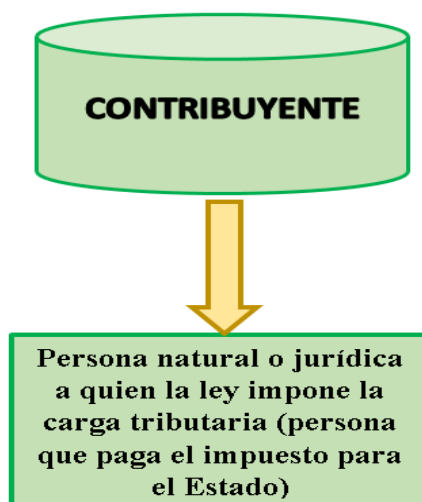 CONTRIBUYENTE
Persona natural o jurídica
a quien la ley impone la
carga tributaria (persona
que paga el impuesto para
el Estado)